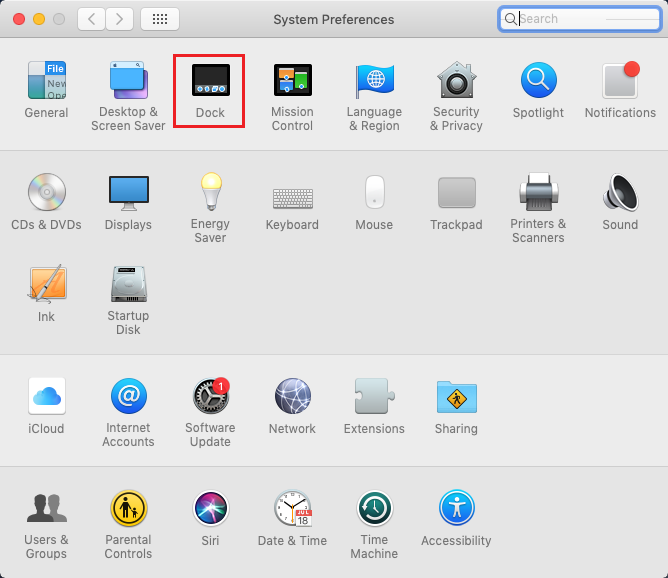 System Preferences
Search
File
New
Ope
General
Desktop &
Screen Saver
Dock
Mission
Control
Language
& Region
Security
& Privacy
Spotlight
Notifications
CDs & DVDs
Displays
Energy
Saver
Keyboard
Mouse
Trackpad
Printers &
Scanners
Sound
Ink
Startup
Disk
iCloud
@
Internet
Accounts
1
Software
Update
Network
Extensions
Sharing
Users &
Groups
Parental
Controls
Siri
JUL
18
Date & Time
Time
Machine
Accessibility